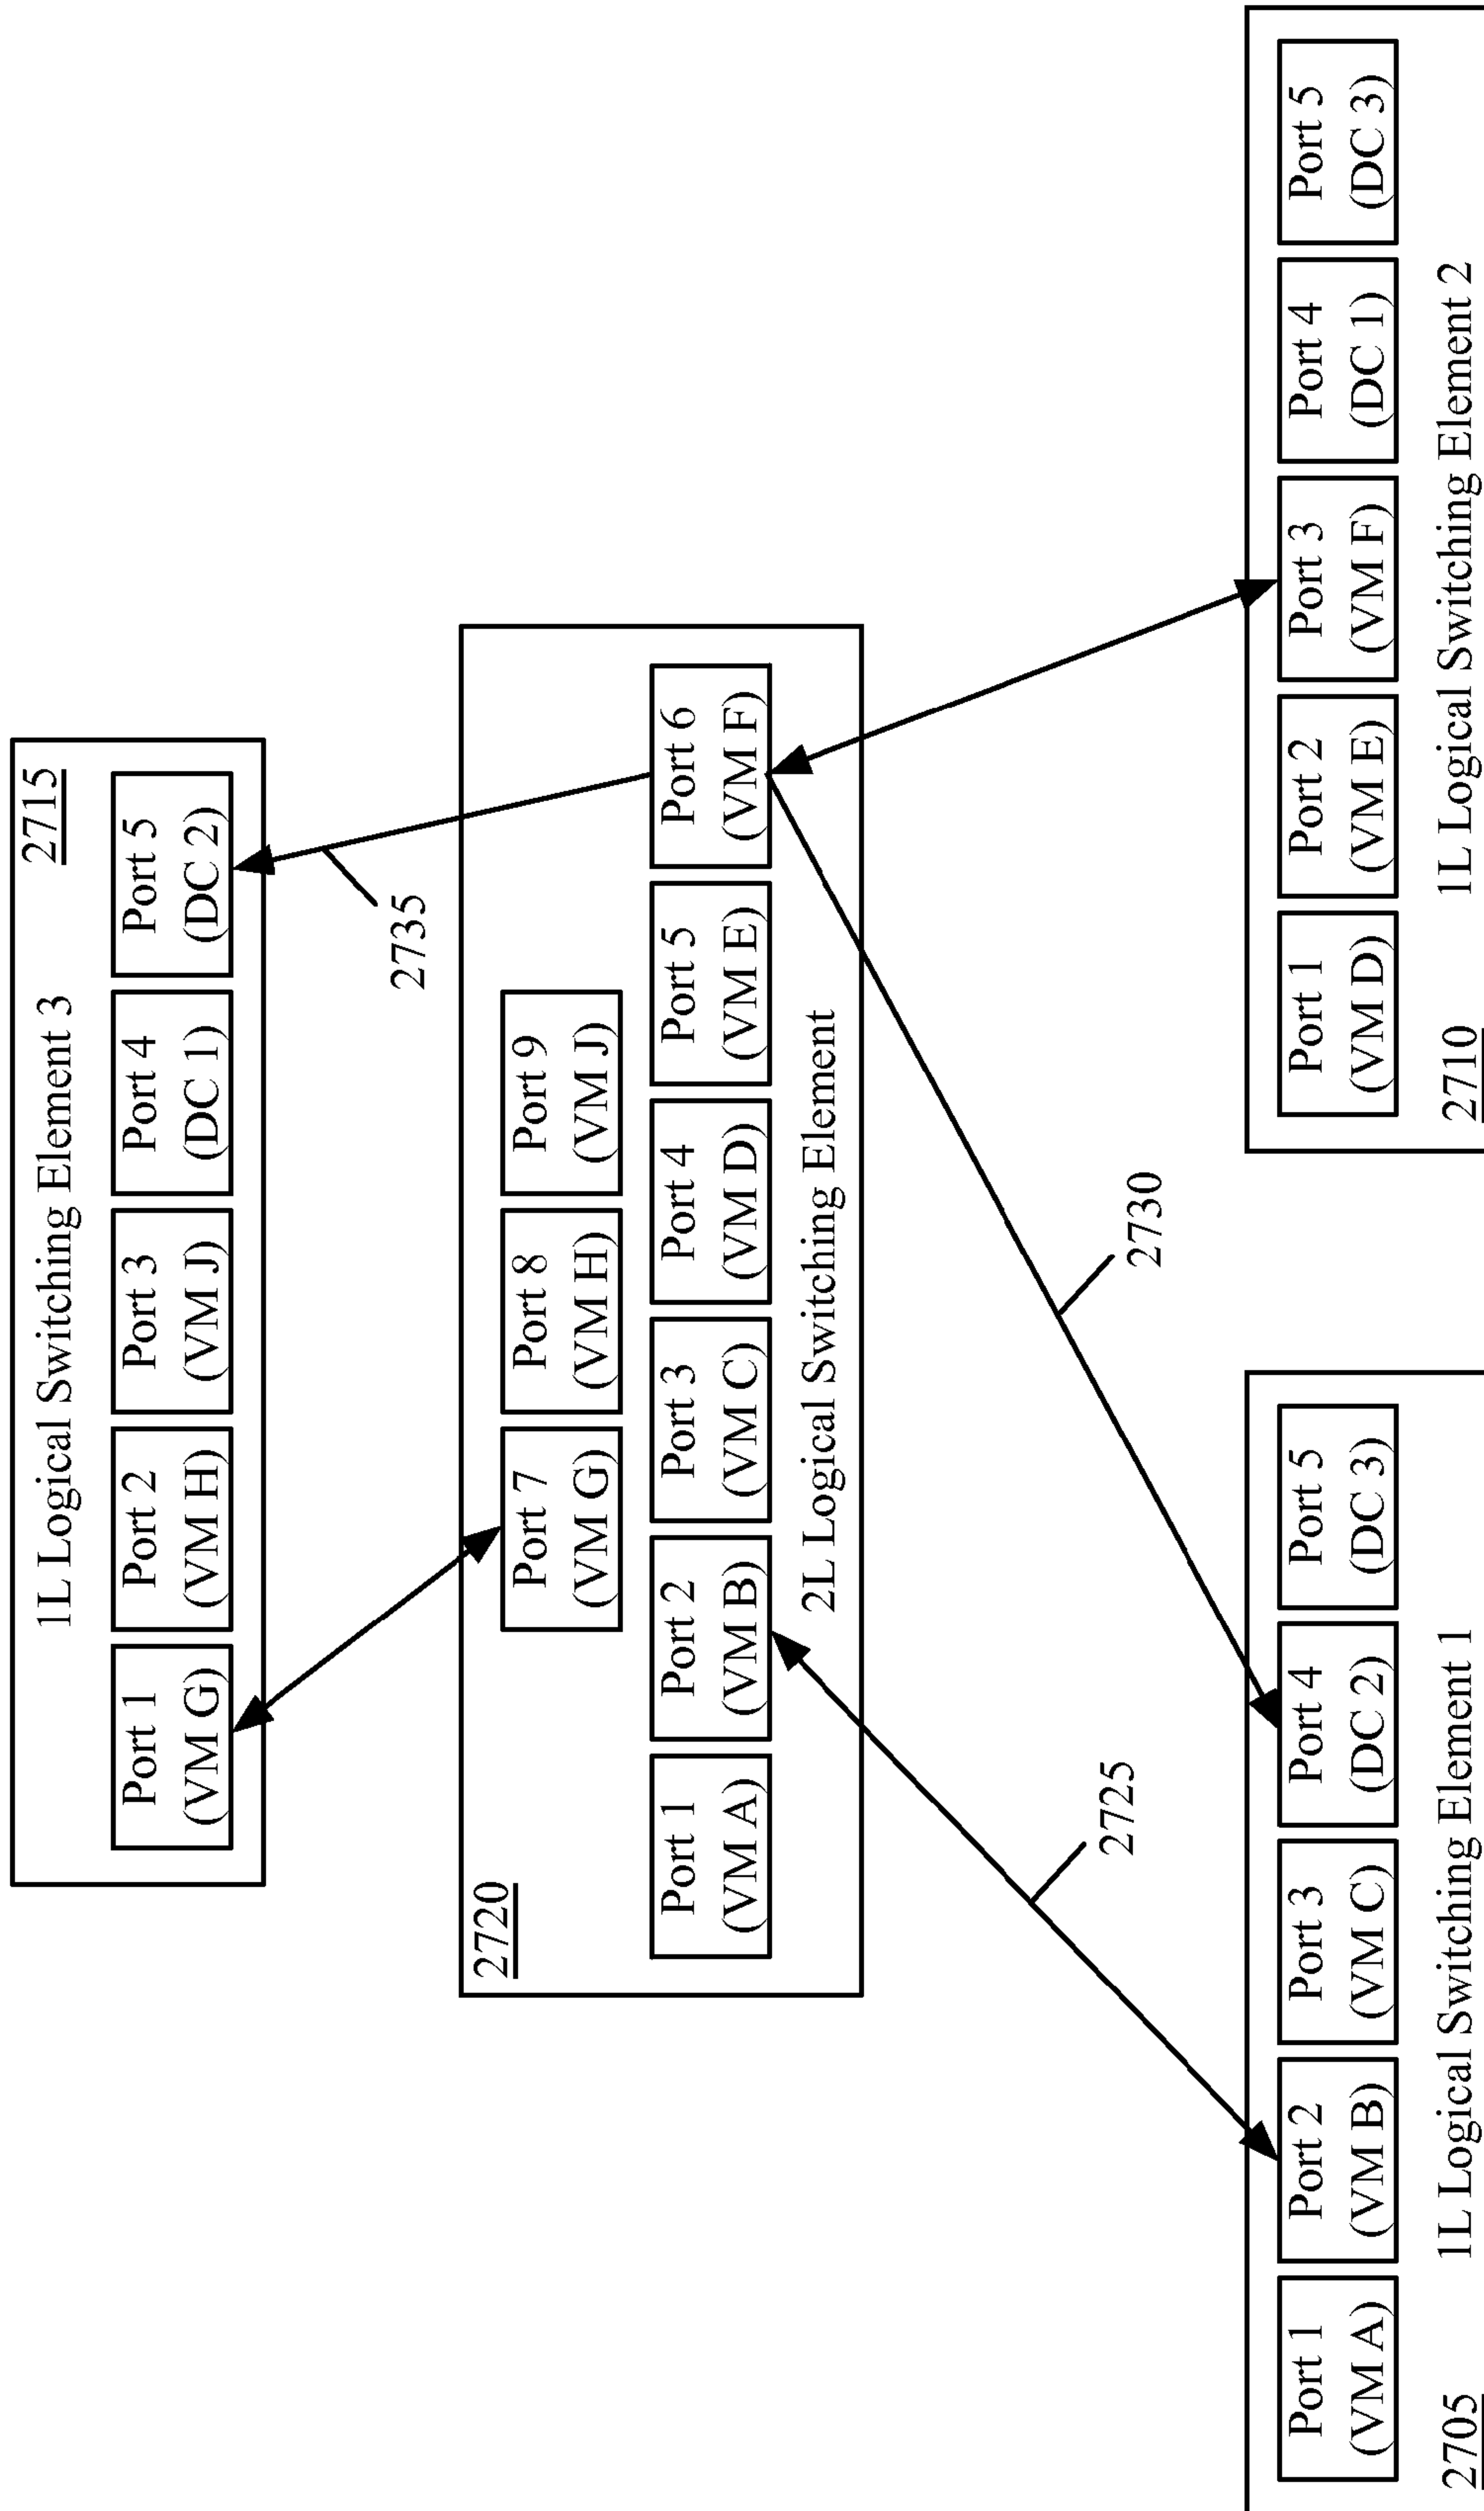 1L Logical Switching Element 3
2715
Port 1
(VM G)
Port 2
(VM H)
Port 3
(VM J)
Port 4
(DC 1)
Port 5
(DC 2)
2735
2720
Port 7
(VM G)
Port 8
(VM H)
Port 9
(VM J)
Port 1
(VM A)
Port 2
(VM B)
Port 3
(VM C)
Port 4
(VM D)
Port 5
(VM E)
Port 6
(VM F)
2L Logical Switching Element
2725
2730
Port 1
(VM A)
Port 2
(VM B)
Port 3
(VM C)
Port 4
(DC 2)
Port 5
(DC 3)
2705
1L Logical Switching Element 1
Port 1
(VM D)
Port 2
(VM E)
Port 3
(VM F)
Port 4
(DC 1)
Port 5
(DC 3)
2710
1L Logical Switching Element 2